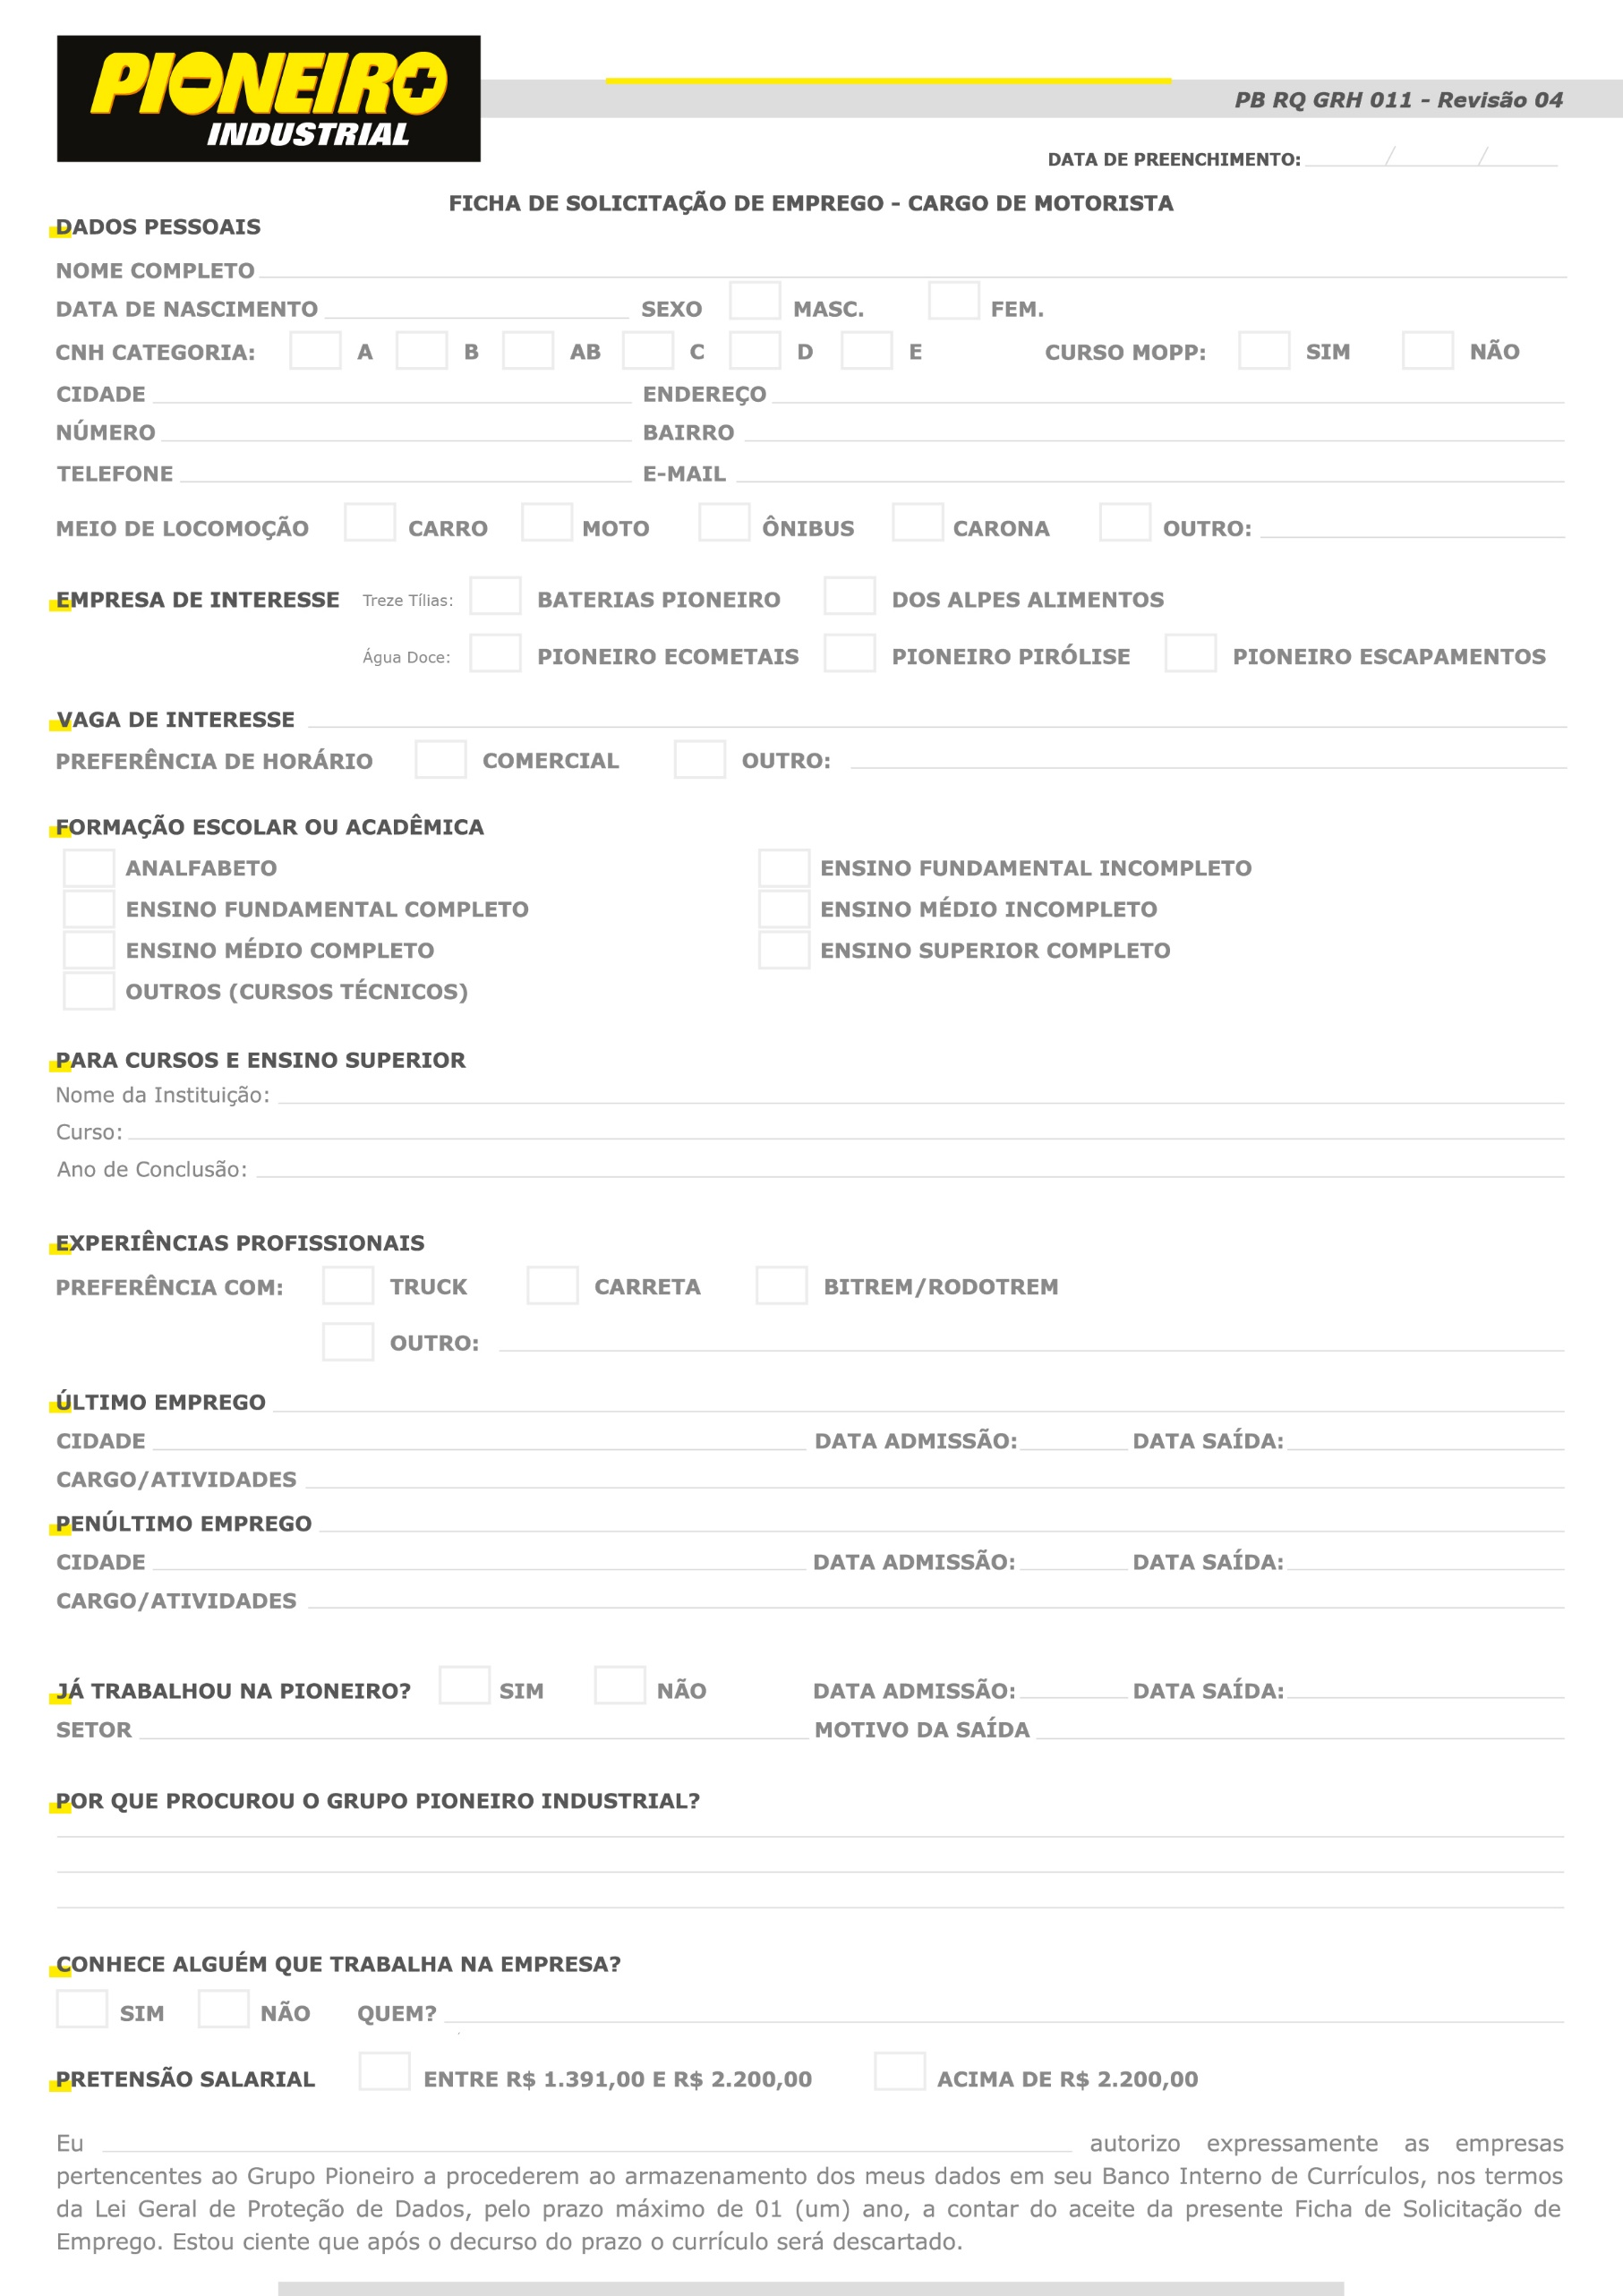 PIONEIRO
INDUSTRIAL
PB RQ GRH 011 - Revisão 04
DATA DE PREENCHIMENTO: / /
FICHA DE SOLICITAÇÃO DE EMPREGO - CARGO DE MOTORISTA
DADOS PESSOAIS
NOME COMPLETO
DATA DE NASCIMENTO SEXO MASC. FEM.
CNH CATEGORIA: A B AB C D E CURSO MOPP: SIM NÃO
CIDADE ENDEREÇO
NÚMERO BAIRRO
TELEFONE E-MAIL
MEIO DE LOCOMOÇÃO CARRO MOTO ÔNIBUS CARONA OUTRO:
EMPRESA DE INTERESSE Treze Tílias: BATERIAS PIONEIRO DOS ALPES ALIMENTOS
Água Doce: PIONEIRO ECOMETAIS PIONEIRO PIRÓLISE PIONEIRO ESCAPAMENTOS
VAGA DE INTERESSE
PREFERÊNCIA DE HORÁRIO COMERCIAL OUTRO:
FORMAÇÃO ESCOLAR OU ACADÊMICA
ANALFABETO ENSINO FUNDAMENTAL INCOMPLETO
ENSINO FUNDAMENTAL COMPLETO ENSINO MÉDIO INCOMPLETO
ENSINO MÉDIO COMPLETO ENSINO SUPERIOR COMPLETO
OUTROS (CURSOS TÉCNICOS)
PARA CURSOS E ENSINO SUPERIOR
Nome da Instituição:
Curso:
Ano de Conclusão:
EXPERIÊNCIAS PROFISSIONAIS
PREFERÊNCIA COM: TRUCK CARRETA BITREM/RODOTREM
OUTRO:
ÚLTIMO EMPREGO
CIDADE DATA ADMISSÃO: DATA SAÍDA:
CARGO/ATIVIDADES
PENÚLTIMO EMPREGO
CIDADE DATA ADMISSÃO: DATA SAÍDA:
CARGO/ATIVIDADES
JÁ TRABALHOU NA PIONEIRO? SIM NÃO DATA ADMISSÃO: DATA SAÍDA:
SETOR MOTIVO DA SAÍDA
POR QUE PROCUROU O GRUPO PIONEIRO INDUSTRIAL?
CONHECE ALGUÉM QUE TRABALHA NA EMPRESA?
SIM NÃO QUEM?
PRETENSÃO SALARIAL ENTRE R$ 1.391,00 E R$ 2.200,00 ACIMA DE R$ 2.200,00
Eu autorizo expressamente as empresas
pertencentes ao Grupo Pioneiro a procederem ao armazenamento dos meus dados em seu Banco Interno de Currículos, nos termos
da Lei Geral de Proteção de Dados, pelo prazo máximo de 01 (um) ano, a contar do aceite da presente Ficha de Solicitação de
Emprego. Estou ciente que após o decurso do prazo o currículo será descartado.